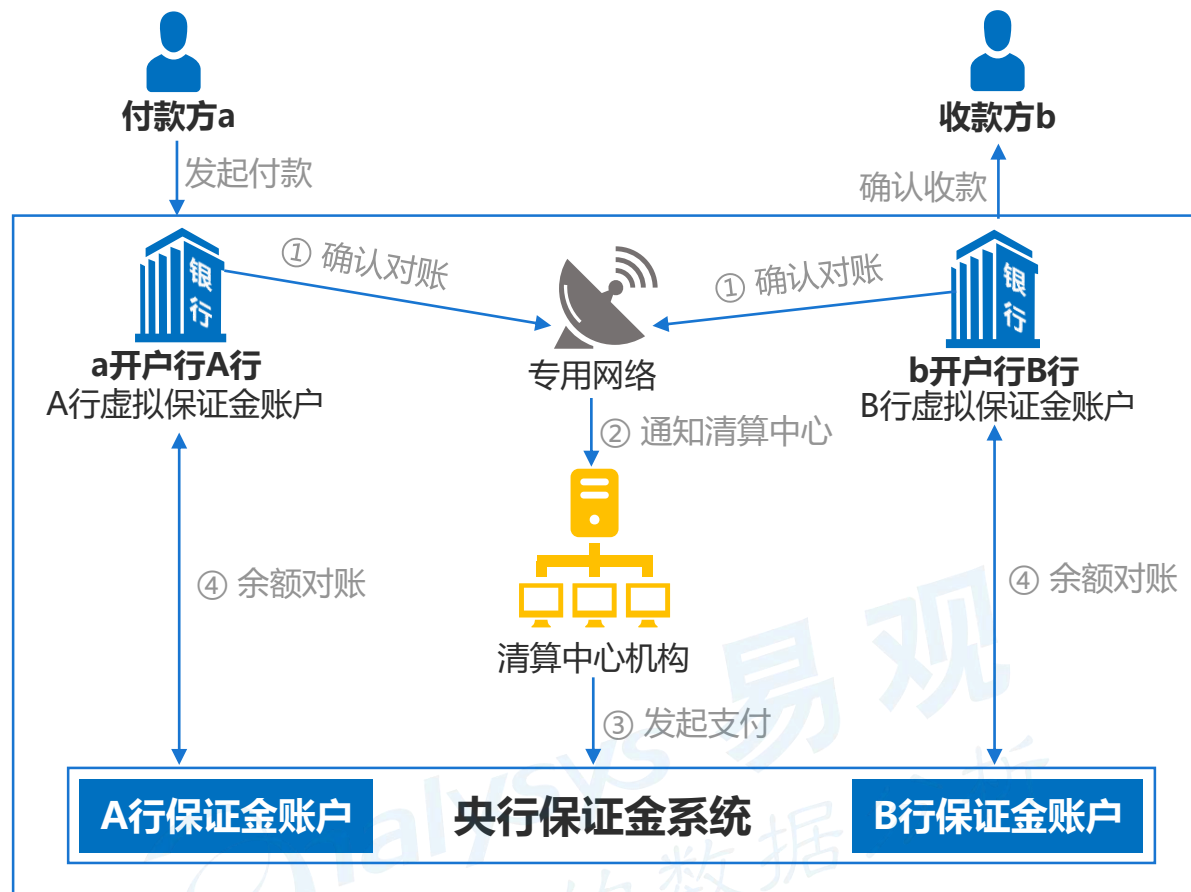 付款方a
收款方b
发起付款
确认收款
① 确认对账
① 确认对账
银行
银行
a开户行A行
A行虚拟保证金账户
专用网络
b开户行B行
B行虚拟保证金账户
② 通知清算中心
④ 余额对账
④ 余额对账
清算中心机构
③ 发起支付
易观
nalysys
数据
A行保证金账户
央行保证金系统
B行保证金账户